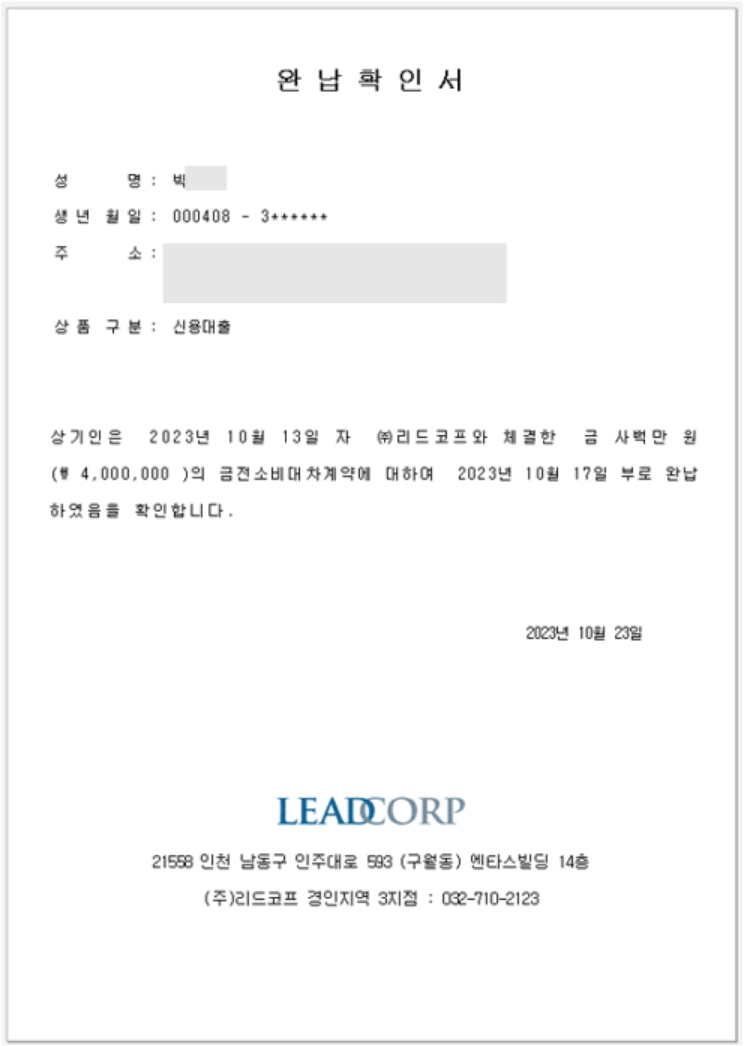 완 납 확 인 서
성 명 : 박
생 년 월 일 : 000408 - 3******
주 소 :
상 품 구 분 : 신용대출
상기인은 2023년 10월 13일 자 ㈜리드코프와 체결한 금 사백만 원
(₩ 4,000,000 )의 금전소비대차계약에 대하여 2023년 10월 17일 부로 완납
하였음을 확인합니다.
2023년 10월 23일
LEADCORP
21558 인천 남동구 인주대로 593 (구월동) 엔타스빌딩 14층
(주)리드코프 경인지역 3지점 : 032-710-2123